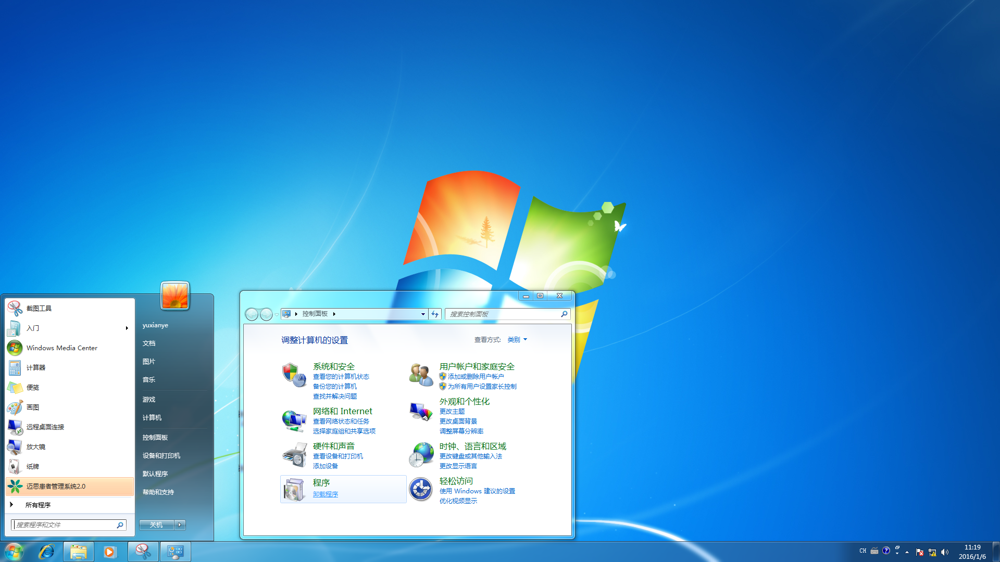 截图工具
入门
Windows Media Center
计算器
便笺
画图
远程桌面连接
放大镜
纸牌
迈思患者管理系统2.0
所有程序
搜索程序和文件
yuxianye
文档
图片
音乐
游戏
计算机
控制面板
设备和打印机
默认程序
帮助和支持
关机
控制面板
搜索控制面板
调整计算机的设置
查看方式: 类别
系统和安全
查看您的计算机状态
备份您的计算机
查找并解决问题
网络和 Internet
查看网络状态和任务
选择家庭组和共享选项
硬件和声音
查看设备和打印机
添加设备
程序
卸载程序
用户帐户和家庭安全
添加或删除用户帐户
为所有用户设置家长控制
外观和个性化
更改主题
更改桌面背景
调整屏幕分辨率
时钟、语言和区域
更改键盘或其他输入法
更改显示语言
轻松访问
使用 Windows 建议的设置
优化视频显示
CH
11:19
2016/1/6